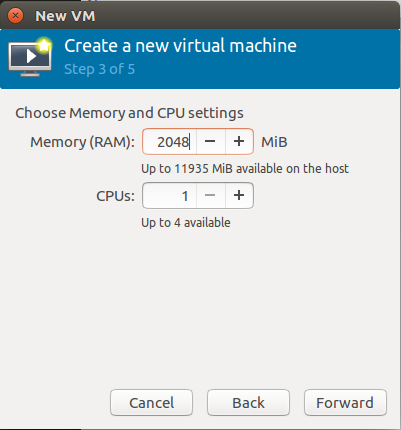 New VM
Create a new virtual machine
Step 3 of 5
Choose Memory and CPU settings
Memory (RAM): 2048 − + MiB
Up to 11935 MiB available on the host
CPUs: 1 − +
Up to 4 available
Cancel Back Forward